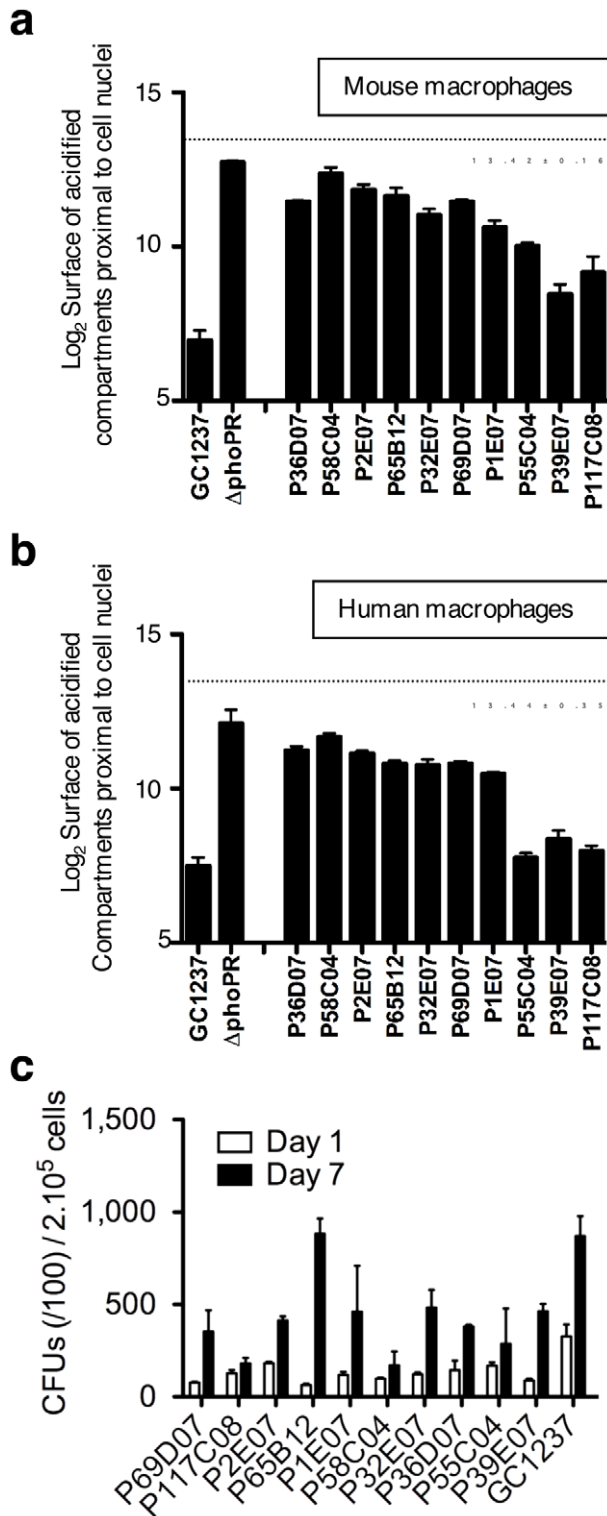 a
Mouse macrophages
Log₂ Surface of acidified
compartments proximal to cell nuclei
15
10
5
13.42±0.16
GC1237
ΔphoPR
P36D07
P58C04
P2E07
P65B12
P32E07
P69D07
P1E07
P55C04
P39E07
P117C08
b
Human macrophages
Log₂ Surface of acidified
Compartments proximal to cell nuclei
15
10
5
13.44±0.35
GC1237
ΔphoPR
P36D07
P58C04
P2E07
P65B12
P32E07
P69D07
P1E07
P55C04
P39E07
P117C08
c
CFUs (/100) / 2.10⁵ cells
1,500
1,000
500
0
Day 1
Day 7
P69D07
P117C08
P2E07
P65B12
P1E07
P58C04
P32E07
P36D07
P55C04
P39E07
GC1237